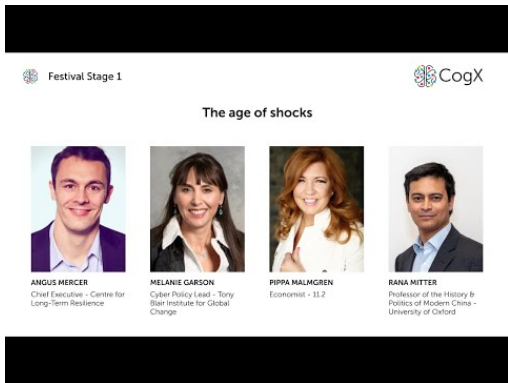 Festival Stage 1
CogX
The age of shocks
ANGUS MERCER
Chief Executive - Centre for
Long-Term Resilience
MELANIE GARSON
Cyber Policy Lead - Tony
Blair Institute for Global
Change
PIPPA MALMGREN
Economist - 11.2
RANA MITTER
Professor of the History &
Politics of Modern China -
University of Oxford